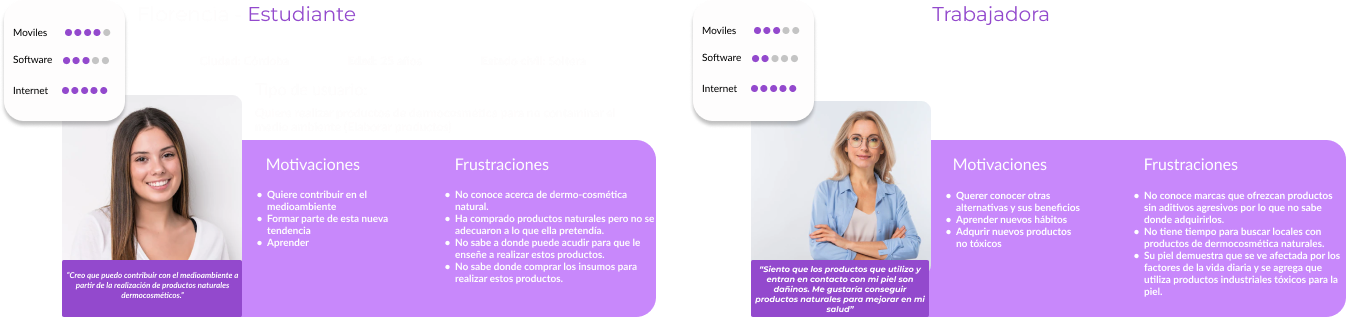 Estudiante
Moviles
Software
Internet
Motivaciones
Quiere contribuir en el
medioambiente
Formar parte de esta nueva
tendencia
Aprender
Frustraciones
No conoce acerca de dermo-cosmética
natural.
Ha comprado productos naturales pero no se
adecuaron a lo que ella pretendía.
No sabe a donde puede acudir para que le
enseñe a realizar estos productos.
No sabe donde comprar los insumos para
realizar estos productos.
"Creo que puedo contribuir con el medioambiente a
partir de la realización de productos naturales
dermocosméticos."
Trabajadora
Moviles
Software
Internet
Motivaciones
Querer conocer otras
alternativas y sus beneficios
Aprender nuevos hábitos
Adqurir nuevos productos
no tóxicos
Frustraciones
No conoce marcas que ofrezcan productos
sin aditivos agresivos por lo que no sabe
donde adquirirlos.
No tiene tiempo para buscar locales con
productos de dermocosmética naturales.
Su piel demuestra que se ve afectada por los
factores de la vida diaria y se agrega que
utiliza productos industriales tóxicos para la
piel.
"Siento que los productos que utilizo y
entran en contacto con mi piel son
dañinos. Me gustaría conseguir
productos naturales para mejorar en mi
salud"